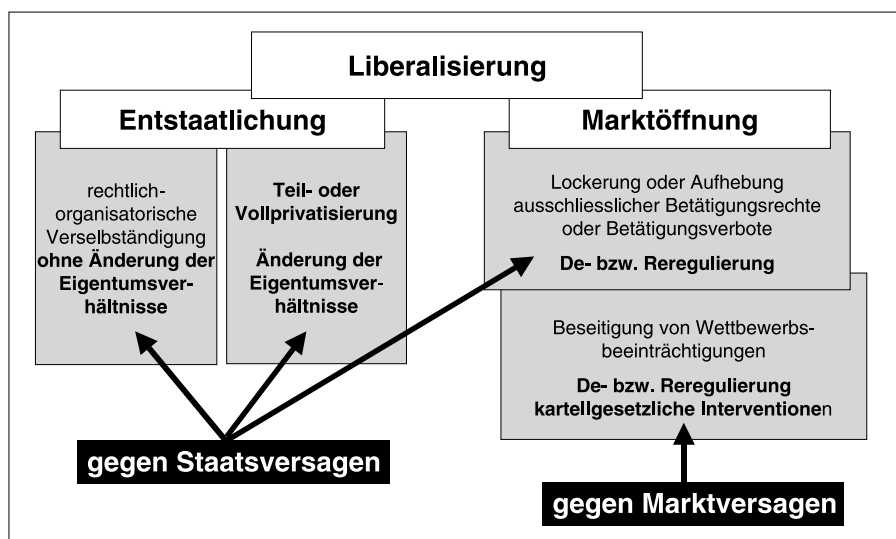 Liberalisierung
Entstaatlichung
Marktöffnung
rechtlich-
organisatorische
Verselbständigung
ohne Änderung der
Eigentumsver-
hältnisse
Teil- oder
Vollprivatisierung
Änderung der
Eigentumsver-
hältnisse
Lockerung oder Aufhebung
ausschliesslicher Betätigungsrechte
oder Betätigungsverbote
De- bzw. Reregulierung
Beseitigung von Wettbewerbs-
beeinträchtigungen
De- bzw. Reregulierung
kartellgesetzliche Interventionen
gegen Staatsversagen
gegen Marktversagen